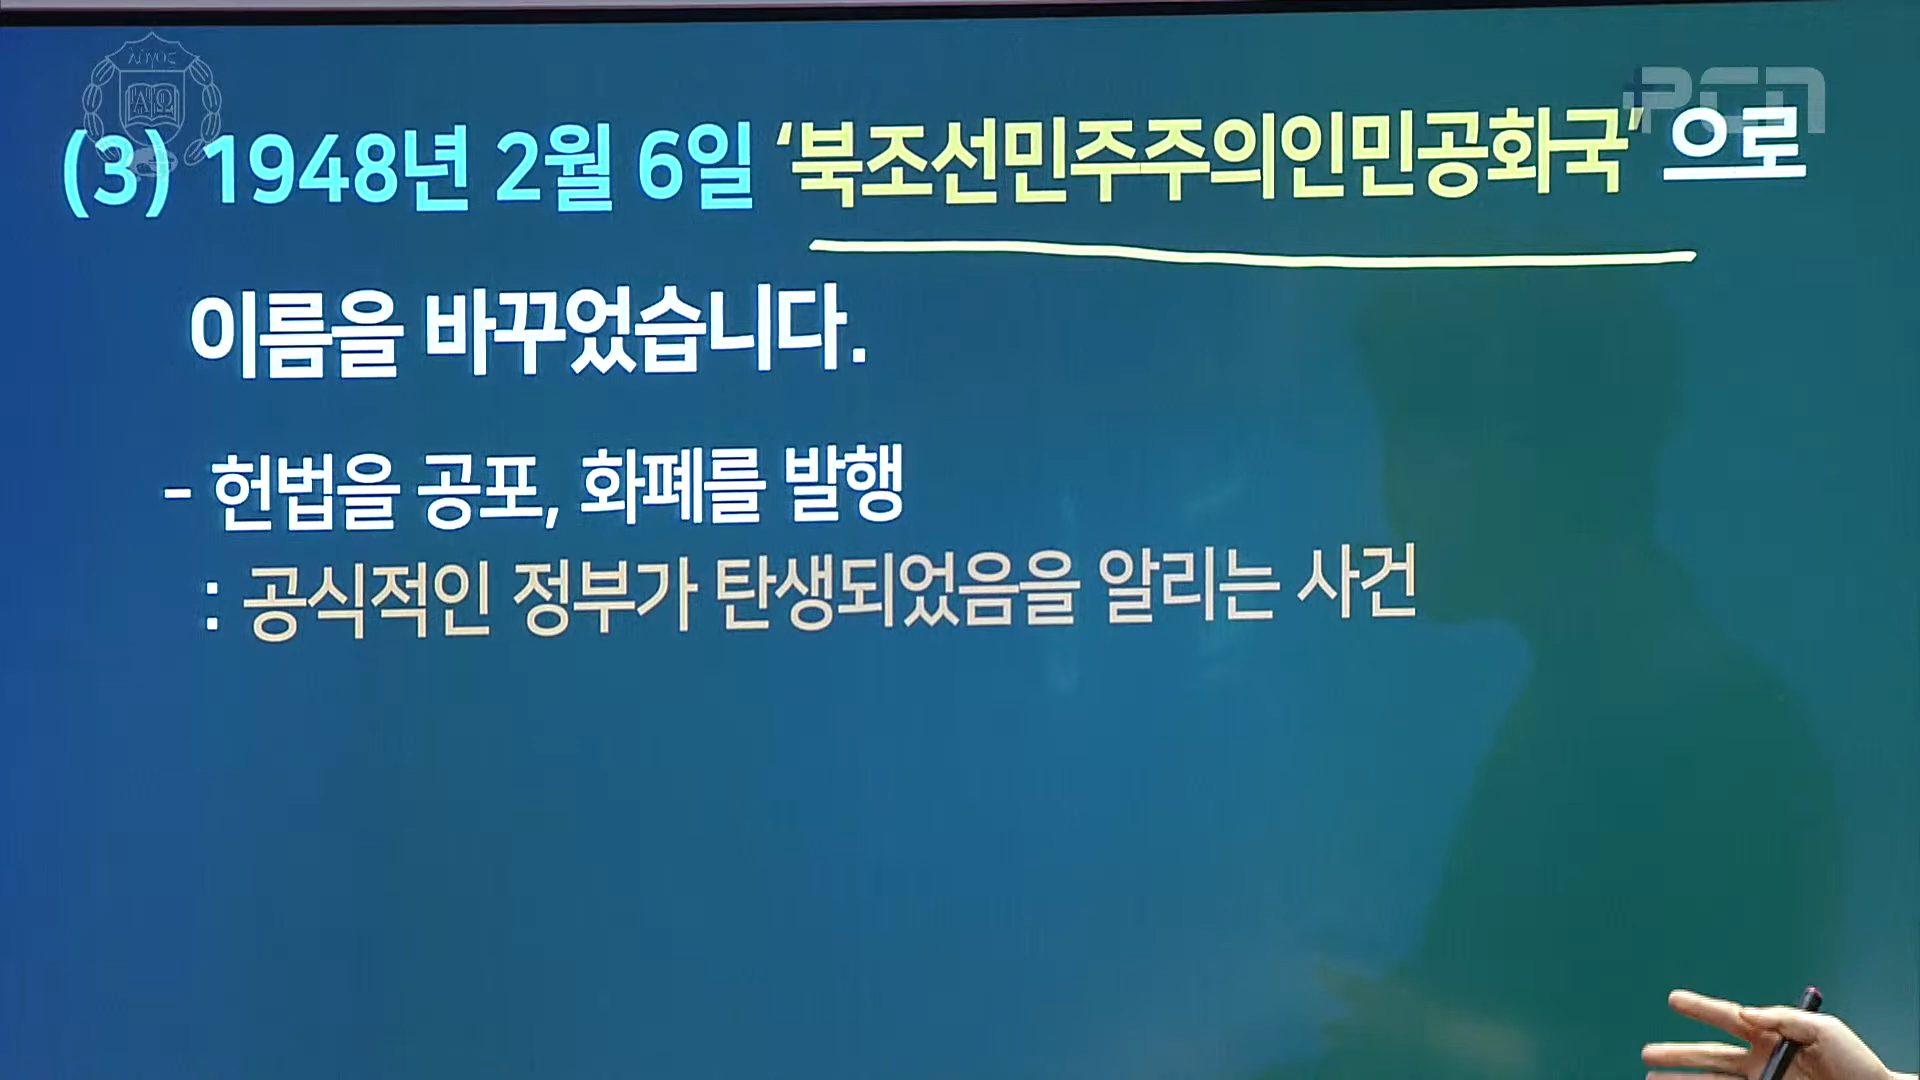 λόγος
PCN
Α Ω
(3) 1948년 2월 6일 ‘북조선민주주의인민공화국’으로
이름을 바꾸었습니다.
- 헌법을 공포, 화폐를 발행
: 공식적인 정부가 탄생되었음을 알리는 사건